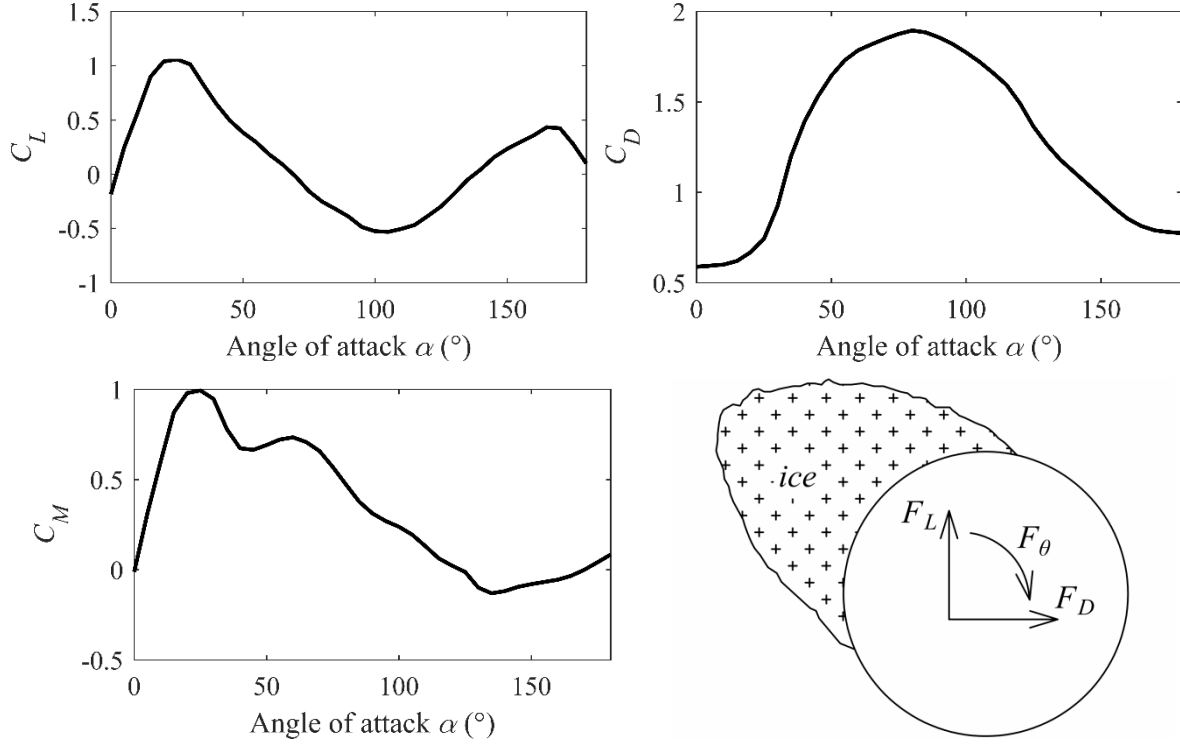 1.5
1
0.5
0
-0.5
-1
C_L
0 50 100 150
Angle of attack α (°)
2
1.5
1
0.5
C_D
0 50 100 150
Angle of attack α (°)
1
0.5
0
-0.5
C_M
0 50 100 150
Angle of attack α (°)
ice
F_L
F_θ
F_D